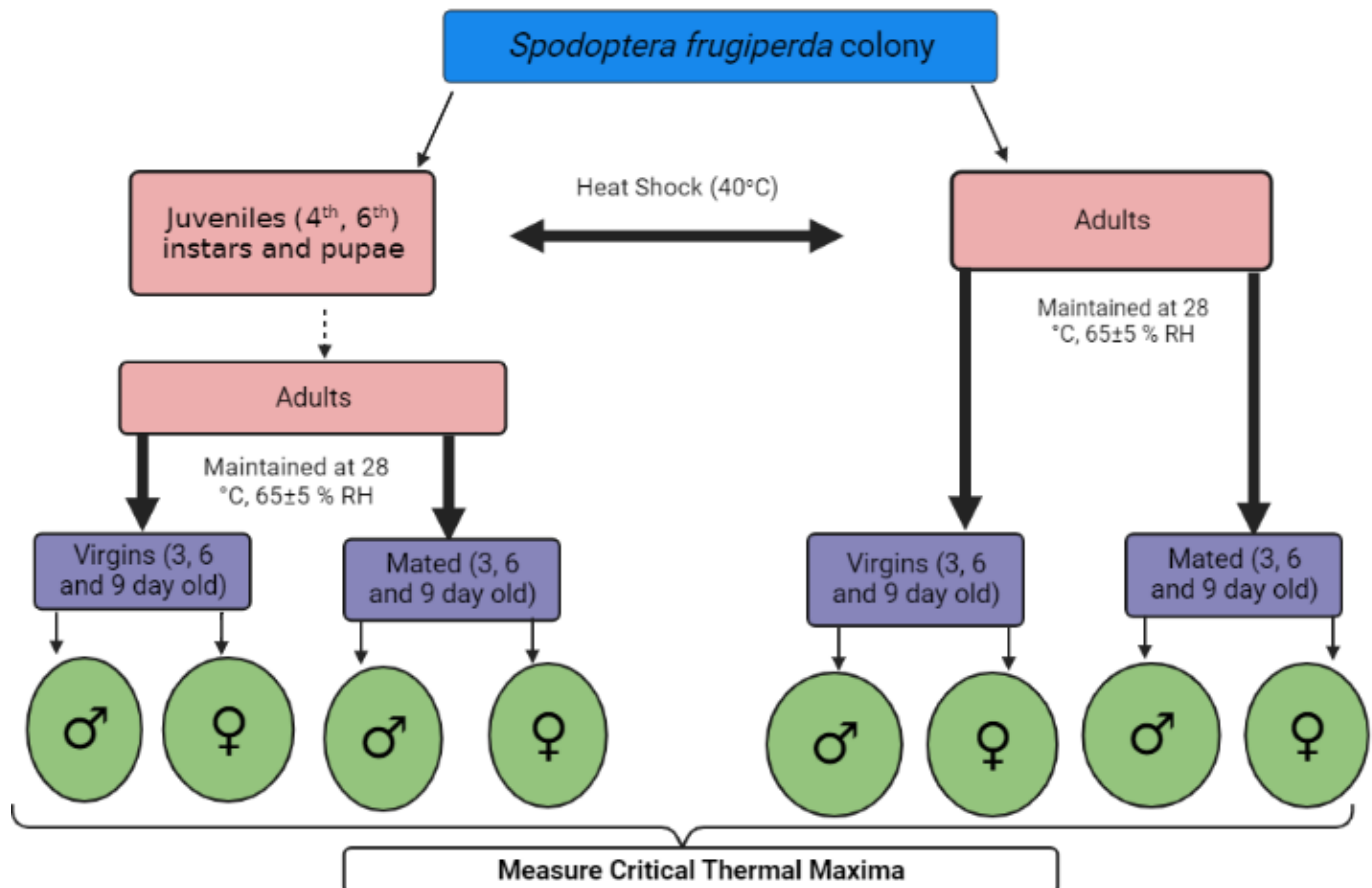 Spodoptera frugiperda colony
Juveniles (4th, 6th)
instars and pupae
Heat Shock (40°C)
Adults
Maintained at 28
°C, 65±5 % RH
Adults
Maintained at 28
°C, 65±5 % RH
Virgins (3, 6
and 9 day old)
Mated (3, 6
and 9 day old)
Virgins (3, 6
and 9 day old)
Mated (3, 6
and 9 day old)
♂ ♀ ♂ ♀ ♂ ♀ ♂ ♀
Measure Critical Thermal Maxima